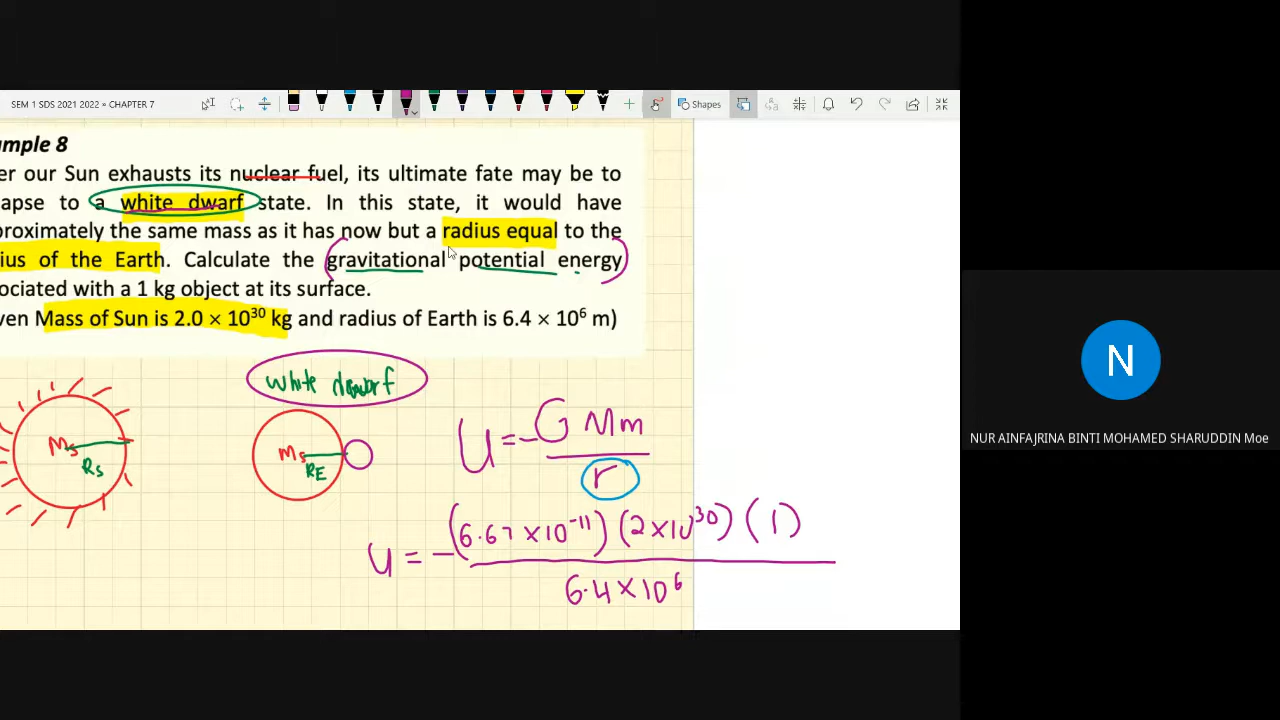 SEM 1 SDS 2021 2022 » CHAPTER 7
Shapes
mple 8
er our Sun exhausts its nuclear fuel, its ultimate fate may be to
apse to a white dwarf state. In this state, it would have
proximately the same mass as it has now but a radius equal to the
ius of the Earth. Calculate the gravitational potential energy
ociated with a 1 kg object at its surface.
ven Mass of Sun is 2.0 × 10³⁰ kg and radius of Earth is 6.4 × 10⁶ m)
white dwarf
Ms
Rs
Ms
RE
U = -G Mm
r
U = -(6.67 × 10⁻¹¹) (2 × 10³⁰) (1)
6.4 × 10⁶
N
NUR AINFAJRINA BINTI MOHAMED SHARUDDIN Moe